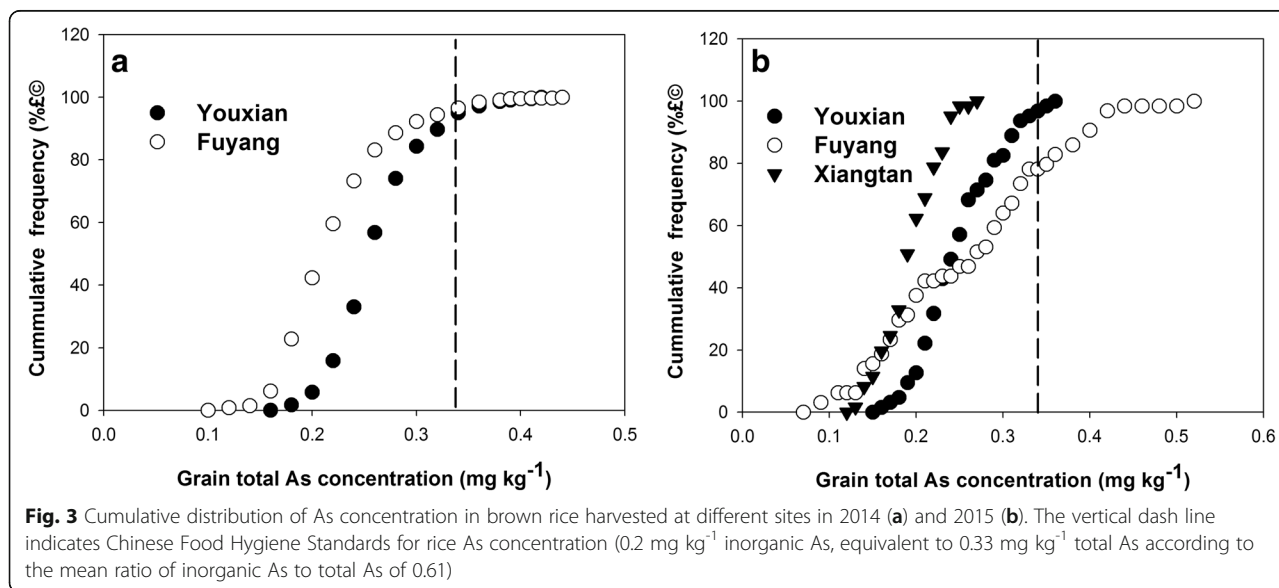 a
120
100
80
60
40
20
0
Cummulative frequency (%£©
Youxian
Fuyang
0.0 0.1 0.2 0.3 0.4 0.5
Grain total As concentration (mg kg-1)
b
120
100
80
60
40
20
0
Cummulative frequency (%£©
Youxian
Fuyang
Xiangtan
0.0 0.1 0.2 0.3 0.4 0.5 0.6
Grain total As concentration (mg kg-1)
Fig. 3 Cumulative distribution of As concentration in brown rice harvested at different sites in 2014 (a) and 2015 (b). The vertical dash line
indicates Chinese Food Hygiene Standards for rice As concentration (0.2 mg kg-1 inorganic As, equivalent to 0.33 mg kg-1 total As according to
the mean ratio of inorganic As to total As of 0.61)